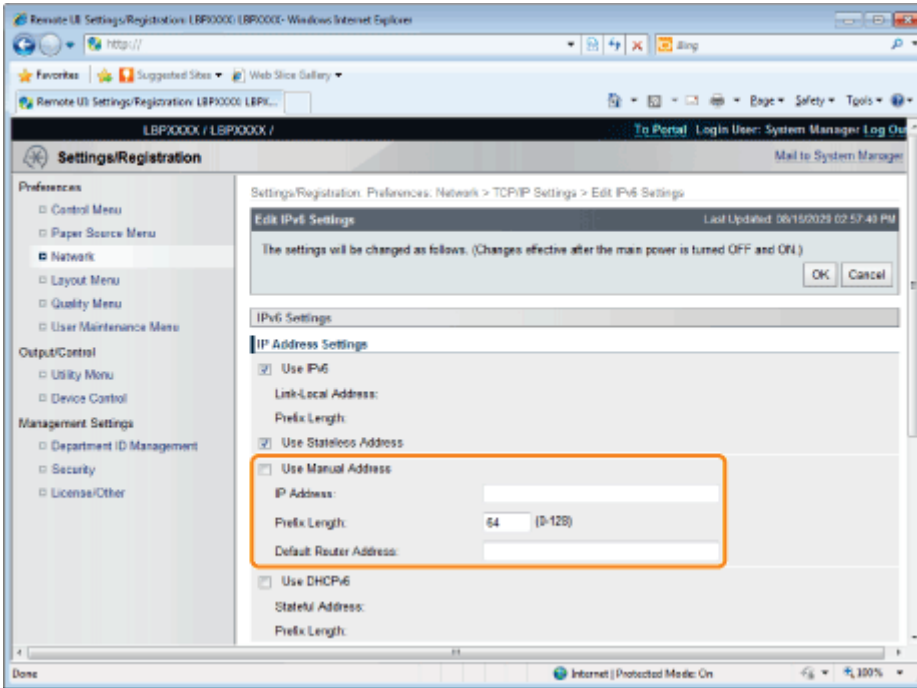 Remote UI: Settings/Registration: LBPXXXX: LBPXXXX - Windows Internet Explorer
http://
Bing
Favorites Suggested Sites Web Slice Gallery
Remote UI: Settings/Registration: LBPXXXX: LBPX... Page Safety Tools
LBPXXXX / LBPXXXX / To Portal Login User: System Manager Log Ou
Settings/Registration Mail to System Manager
Preferences
Control Menu
Paper Source Menu
Network
Layout Menu
Quality Menu
User Maintenance Menu
Output/Control
Utility Menu
Device Control
Management Settings
Department ID Management
Security
License/Other
Settings/Registration: Preferences: Network > TCP/IP Settings > Edit IPv6 Settings
Edit IPv6 Settings Last Updated: 08/15/2029 02:57:40 PM
The settings will be changed as follows. (Changes effective after the main power is turned OFF and ON.)
OK Cancel
IPv6 Settings
IP Address Settings
Use IPv6
Link-Local Address:
Prefix Length:
Use Stateless Address
Use Manual Address
IP Address:
Prefix Length: 64 (0-128)
Default Router Address:
Use DHCPv6
Stateful Address:
Prefix Length:
Done Internet | Protected Mode: On 100%